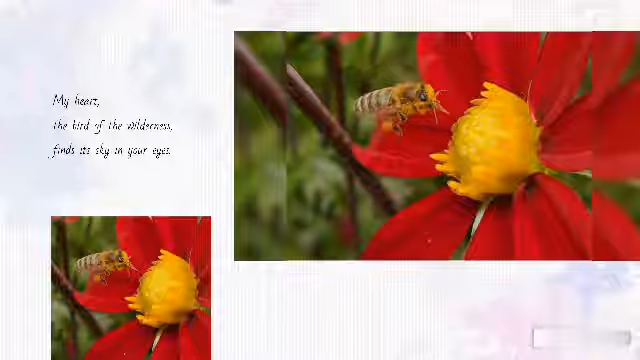 My heart,
the bird of the wilderness,
finds its sky in your eyes.